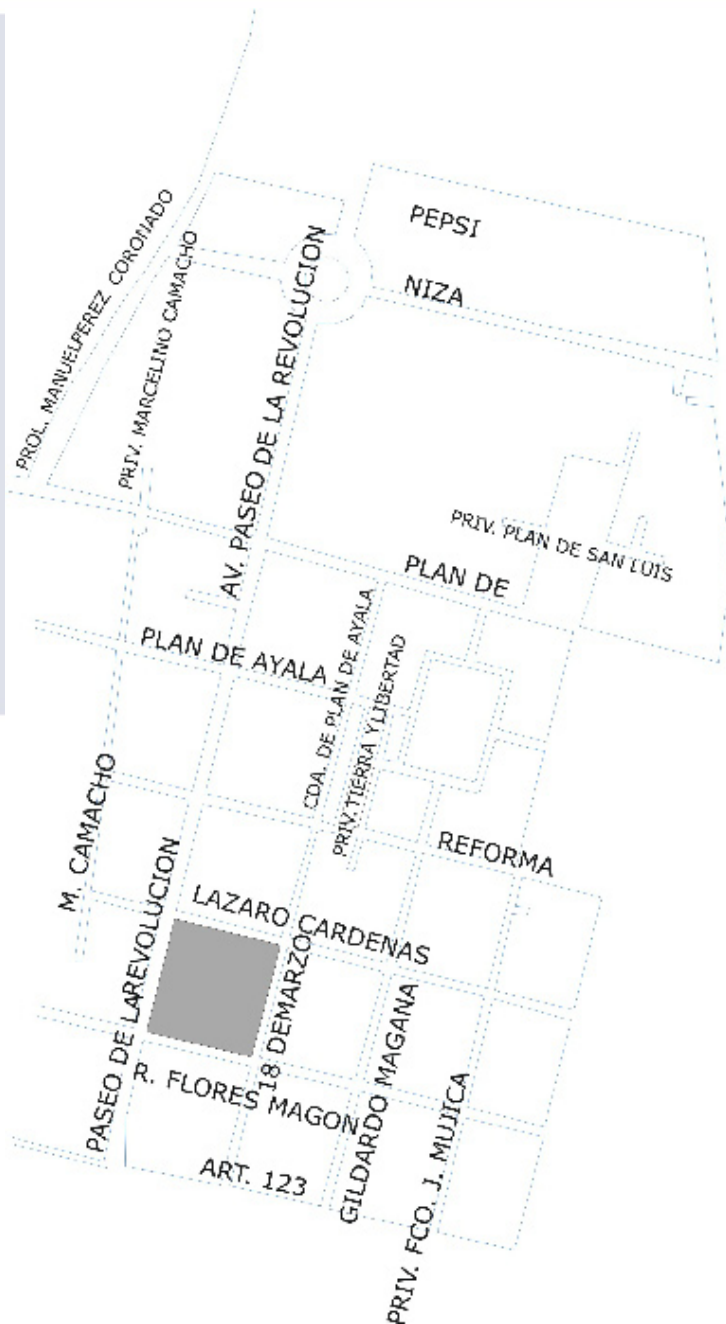 PEPSI
NIZA
PROL. MANUELPEREZ CORONADO
PRIV. MARCELINO CAMACHO
AV. PASEO DE LA REVOLUCION
PRIV. PLAN DE SAN LUIS
PLAN DE
PLAN DE AYALA
CDA. DE PLAN DE AYALA
PRIV.TIERRA YLIBERTAD
M. CAMACHO
REFORMA
LAZARO CARDENAS
PASEO DE LAREVOLUCION
18 DEMARZO
GILDARDO MAGANA
R. FLORES MAGON
PRIV. FCO. J. MUJICA
ART. 123